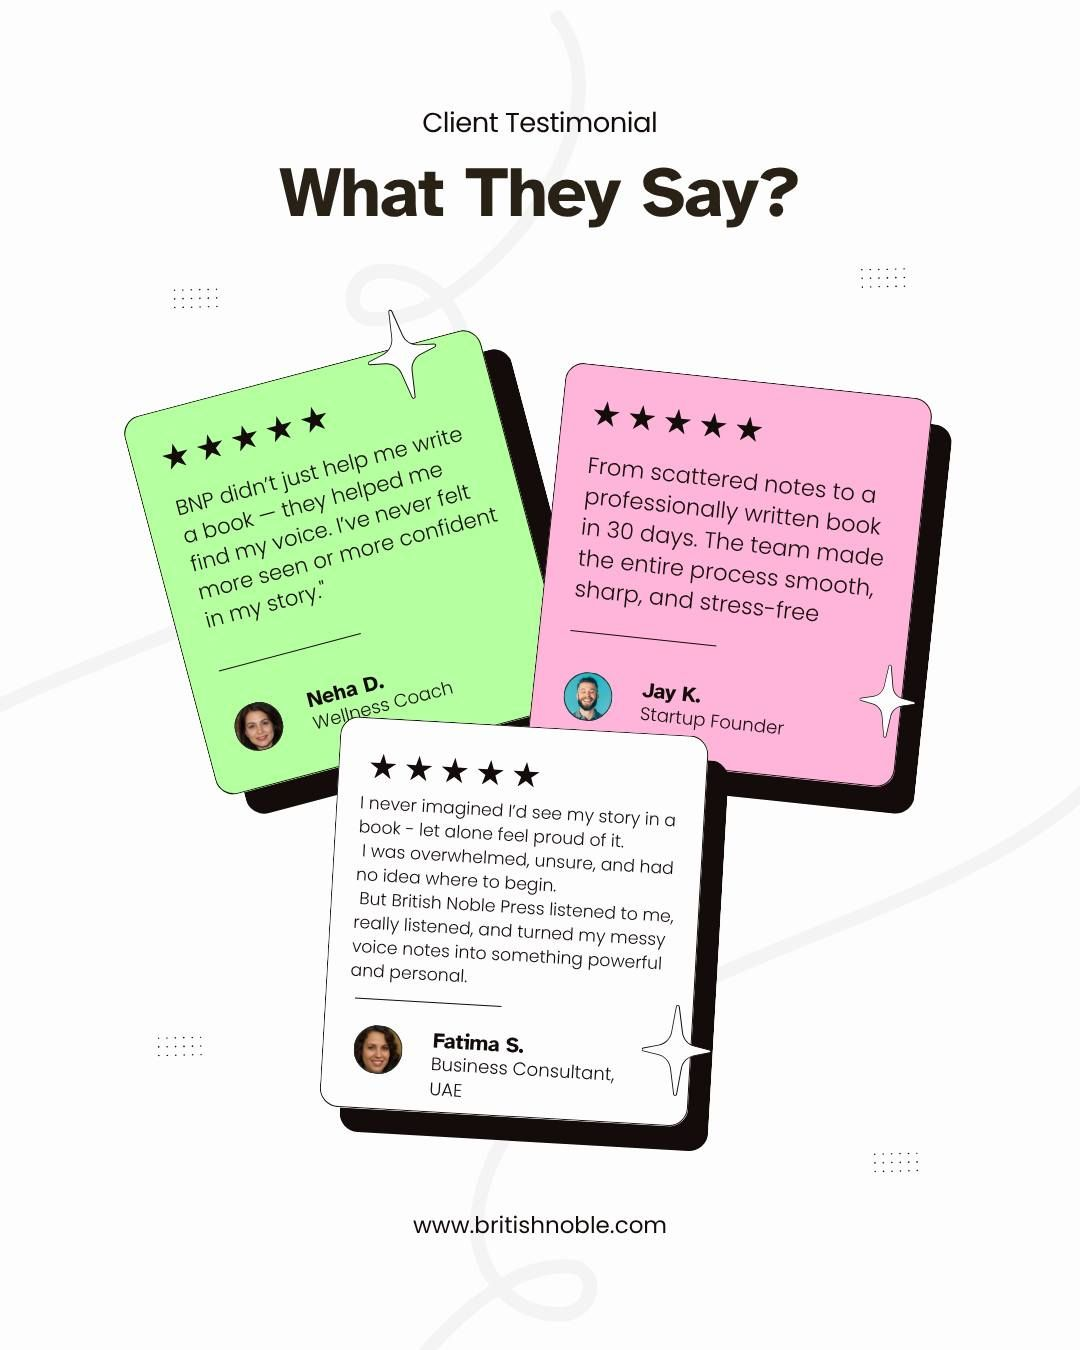 Client Testimonial
What They Say?
BNP didn't just help me write
a book — they helped me
find my voice. I've never felt
more seen or more confident
in my story."
Neha D.
Wellness Coach
From scattered notes to a
professionally written book
in 30 days. The team made
the entire process smooth,
sharp, and stress-free
Jay K.
Startup Founder
I never imagined I'd see my story in a
book - let alone feel proud of it.
I was overwhelmed, unsure, and had
no idea where to begin.
But British Noble Press listened to me,
really listened, and turned my messy
voice notes into something powerful
and personal.
Fatima S.
Business Consultant,
UAE
www.britishnoble.com